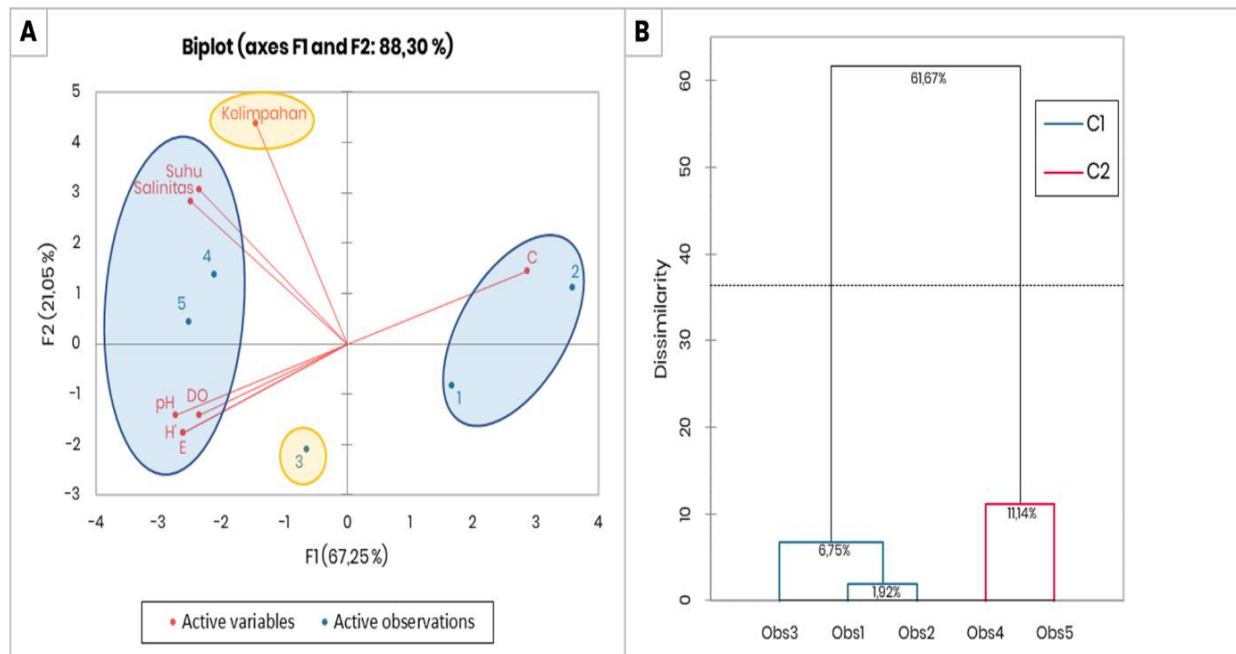 A
Biplot (axes F1 and F2: 88,30 %)
5
4
3
2
1
0
-1
-2
-3
F2 (21,05 %)
Kelimpahan
Suhu
Salinitas
4
5
C
2
1
pH
DO
H'
E
3
-4
-3
-2
-1
0
1
2
3
4
F1 (67,25 %)
Active variables
Active observations
B
60
50
40
30
20
10
0
Dissimilarity
61,67%
C1
C2
11,14%
6,75%
1,92%
Obs3
Obs1
Obs2
Obs4
Obs5